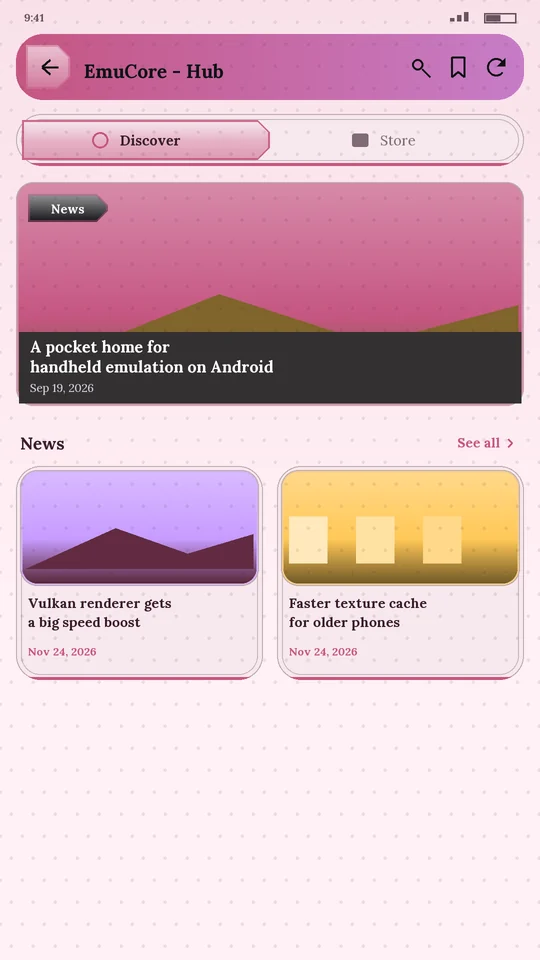 9:41
EmuCore - Hub
Discover
Store
News
A pocket home for
handheld emulation on Android
Sep 19, 2026
News
See all
Vulkan renderer gets
a big speed boost
Nov 24, 2026
Faster texture cache
for older phones
Nov 24, 2026